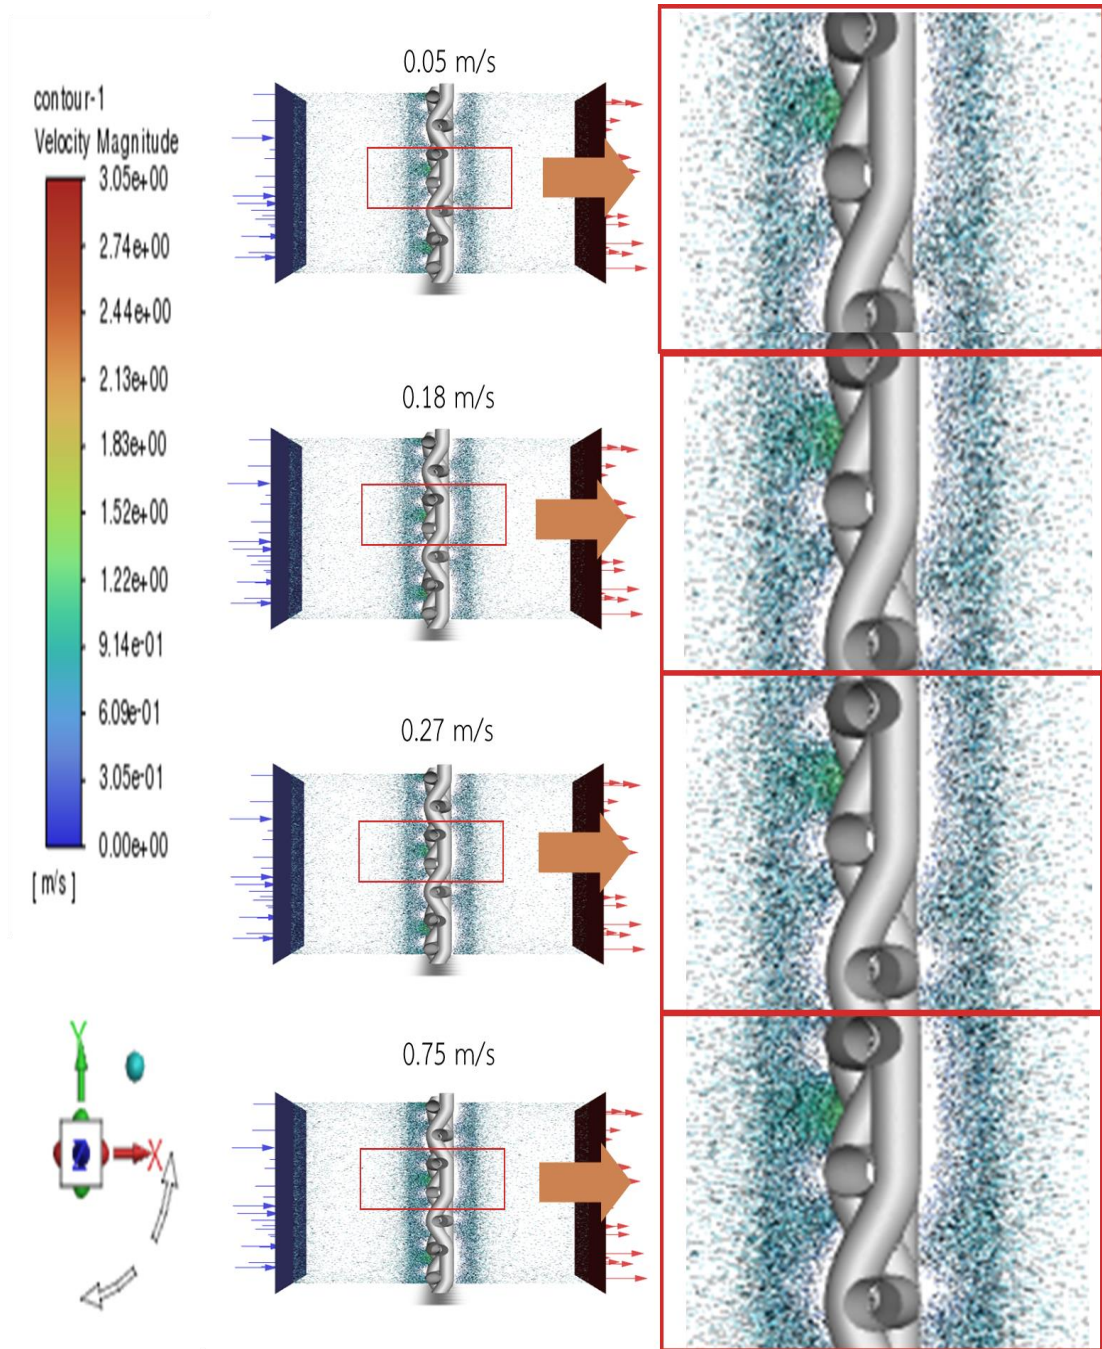 contour-1
Velocity Magnitude
3.05e+00
2.74e+00
2.44e+00
2.13e+00
1.83e+00
1.52e+00
1.22e+00
9.14e-01
6.09e-01
3.05e-01
0.00e+00
[ m/s ]
Y
X
0.05 m/s
0.18 m/s
0.27 m/s
0.75 m/s